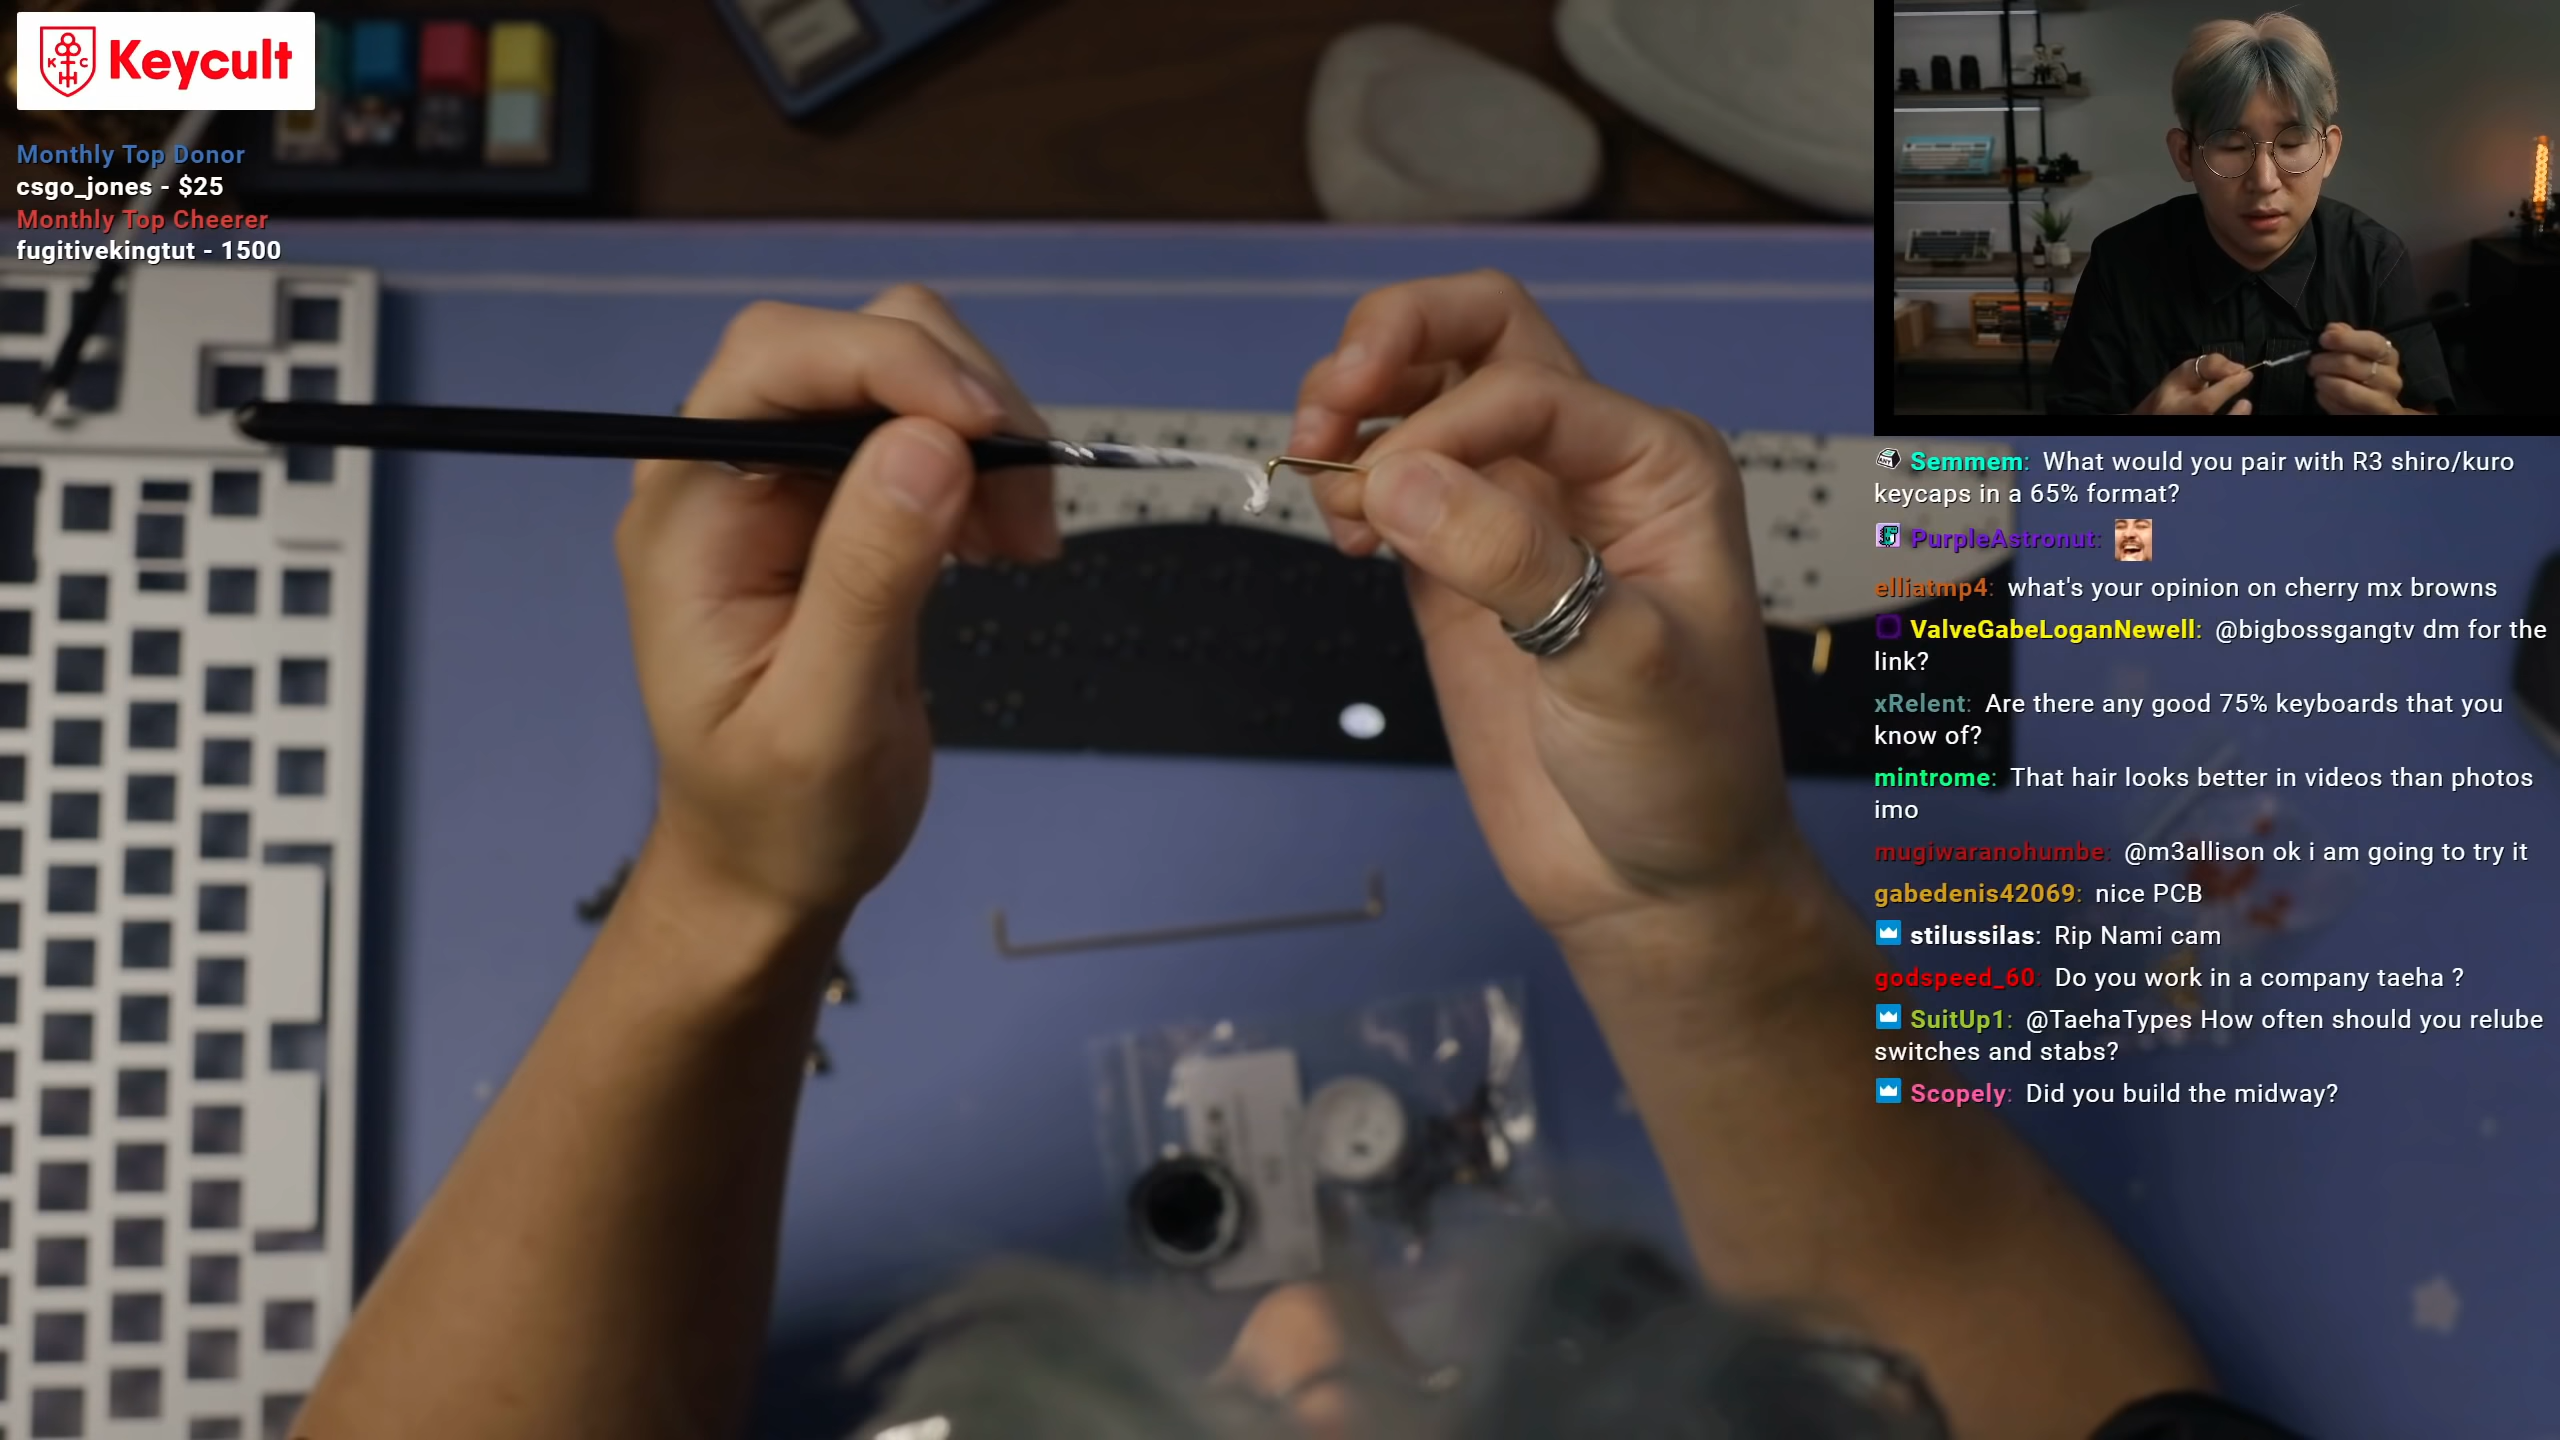 K C
Keycult
Monthly Top Donor
csgo_jones - $25
Monthly Top Cheerer
fugitivekingtut - 1500
Semmem: What would you pair with R3 shiro/kuro
keycaps in a 65% format?
PurpleAstronut:
elliatmp4: what's your opinion on cherry mx browns
ValveGabeLoganNewell: @bigbossgangtv dm for the
link?
xRelent: Are there any good 75% keyboards that you
know of?
mintrome: That hair looks better in videos than photos
imo
mugiwaranohumbe: @m3allison ok i am going to try it
gabedenis42069: nice PCB
stilussilas: Rip Nami cam
godspeed_60: Do you work in a company taeha ?
SuitUp1: @TaehaTypes How often should you relube
switches and stabs?
Scopely: Did you build the midway?